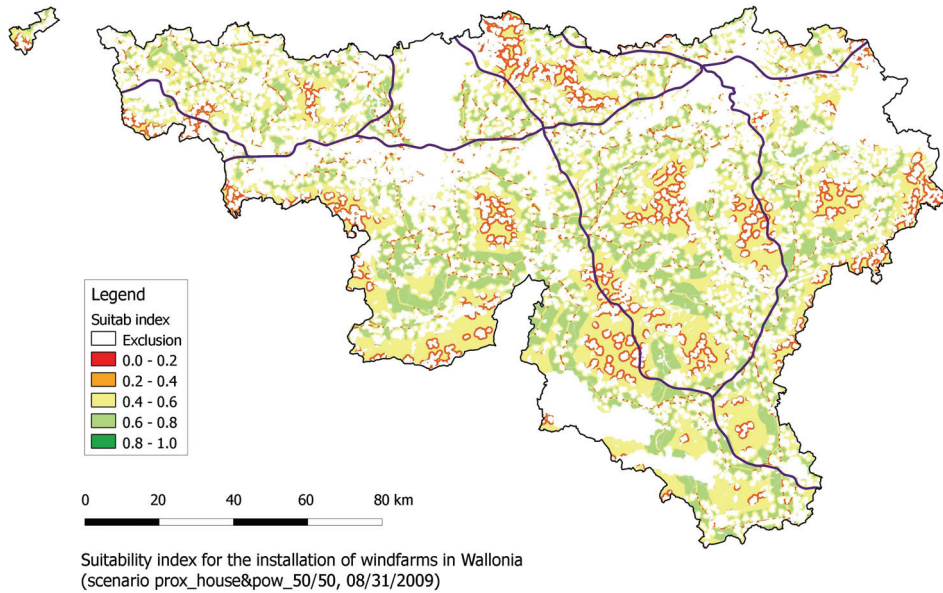 Legend
Suitab index
Exclusion
0.0 - 0.2
0.2 - 0.4
0.4 - 0.6
0.6 - 0.8
0.8 - 1.0
0 20 40 60 80 km
Suitability index for the installation of windfarms in Wallonia
(scenario prox_house&pow_50/50, 08/31/2009)